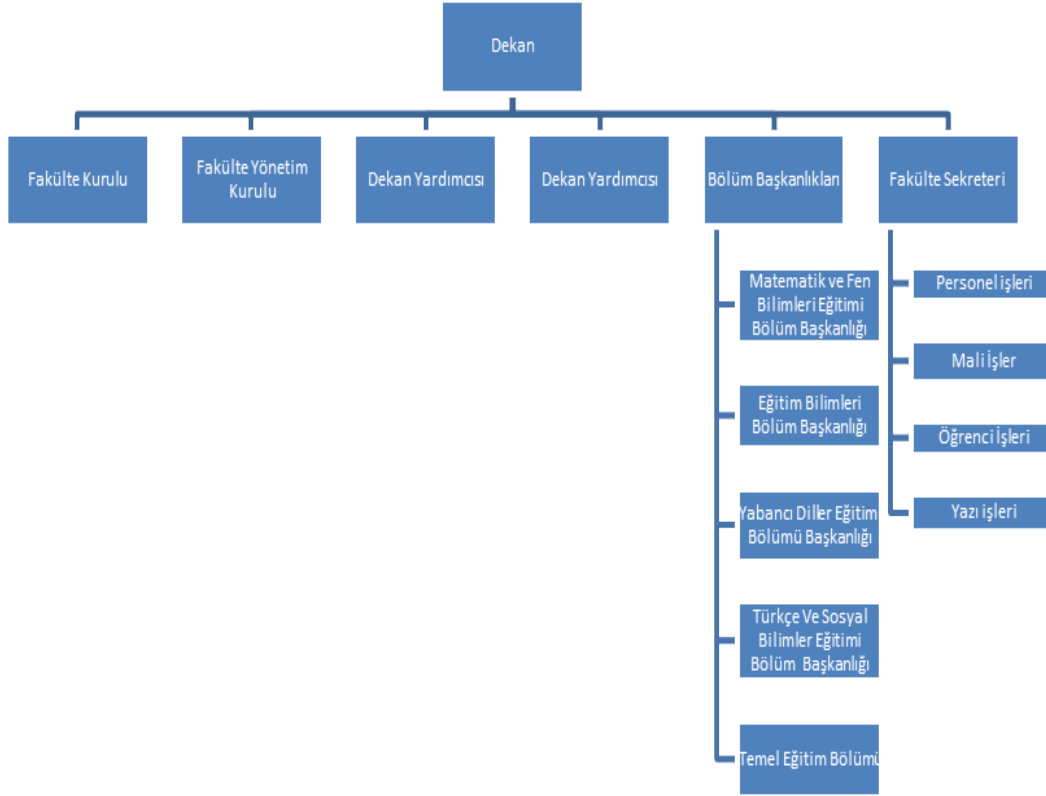 Dekan
Fakülte Kurulu
Fakülte Yönetim
Kurulu
Dekan Yardımcısı
Dekan Yardımcısı
Bölüm Başkanlıkları
Fakülte Sekreteri
Matematik ve Fen
Bilimleri Eğitimi
Bölüm Başkanlığı
Eğitim Bilimleri
Bölüm Başkanlığı
Yabancı Diller Eğitim
Bölümü Başkanlığı
Türkçe Ve Sosyal
Bilimler Eğitimi
Bölüm Başkanlığı
Temel Eğitim Bölümü
Personel işleri
Mali İşler
Öğrenci İşleri
Yazı işleri